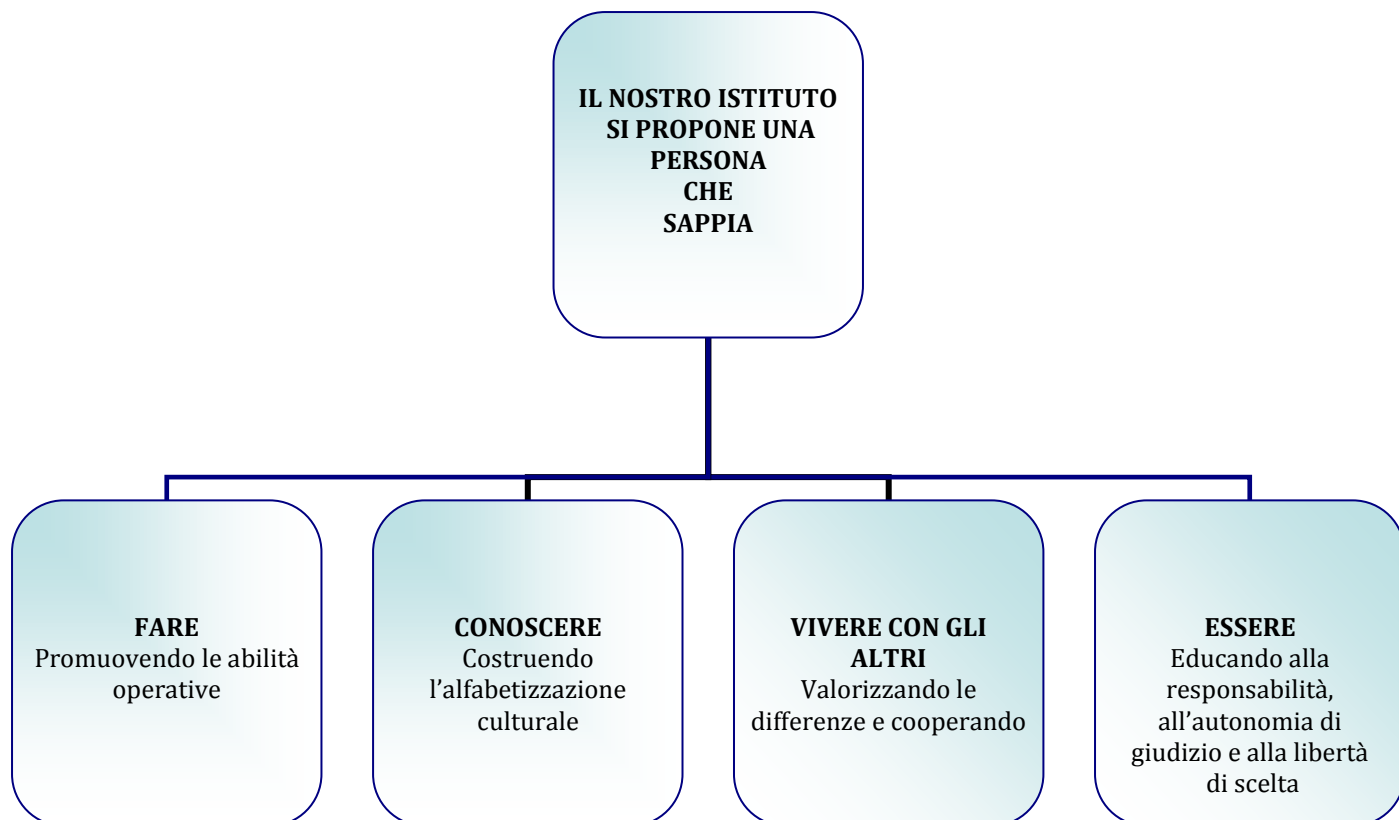 IL NOSTRO ISTITUTO
SI PROPONE UNA
PERSONA
CHE
SAPPIA
FARE
Promuovendo le abilità
operative
CONOSCERE
Costruendo
l’alfabetizzazione
culturale
VIVERE CON GLI
ALTRI
Valorizzando le
differenze e cooperando
ESSERE
Educando alla
responsabilità,
all’autonomia di
giudizio e alla libertà
di scelta